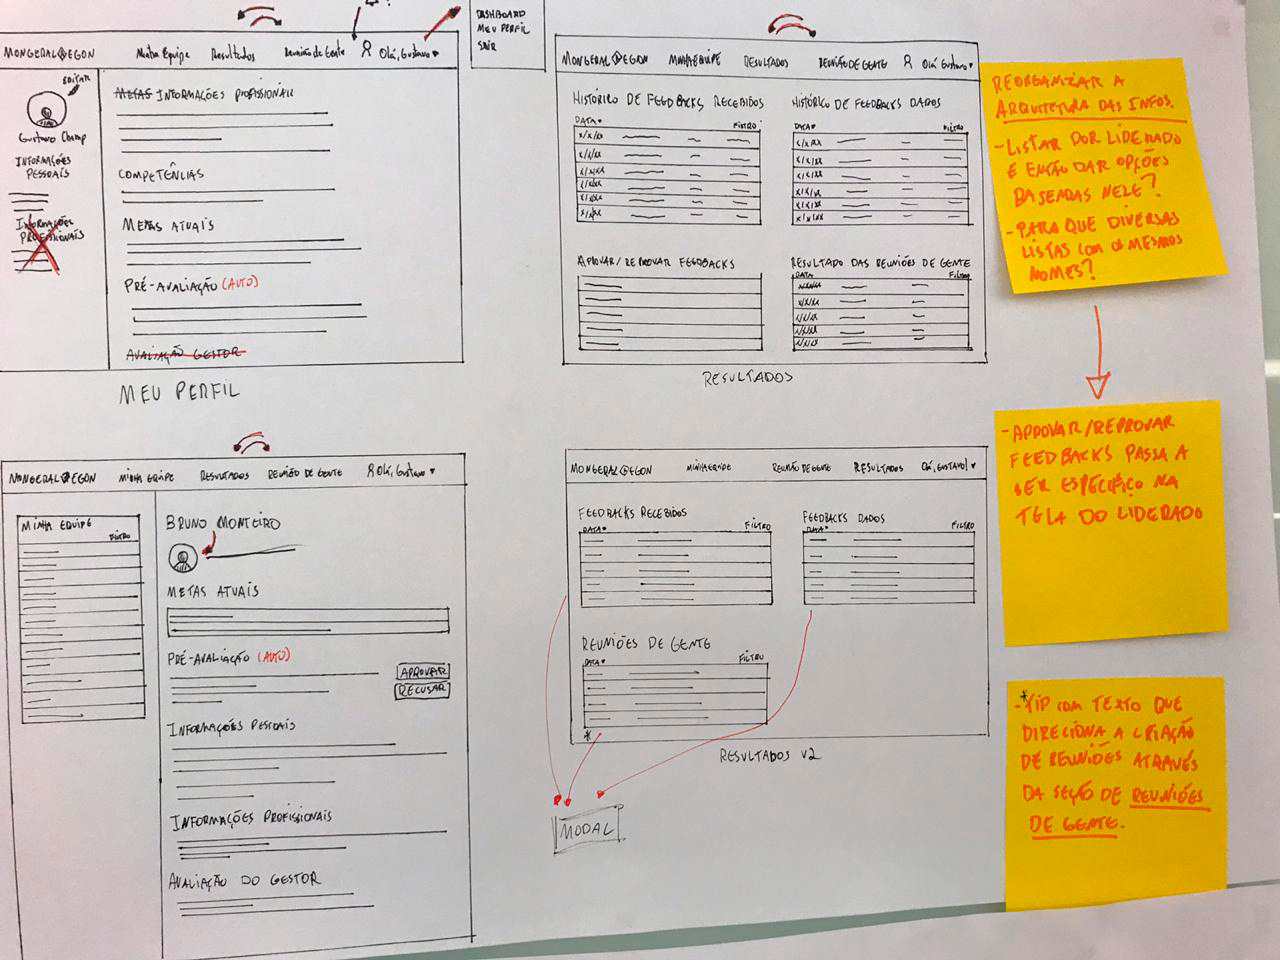 DASHBOARD
MEU PERFIL
SAIR
MONGERAL AEGON Minha Equipe Resultados Reunião de Gente Olá, Gustavo
EDITAR
Gustavo Champ
INFORMAÇÕES
PESSOAIS
INFORMAÇÕES
PROFISSIONAIS
METAS INFORMAÇÕES PROFISSIONAIS
COMPETÊNCIAS
METAS ATUAIS
PRÉ-AVALIAÇÃO (AUTO)
AVALIAÇÃO GESTOR
MEU PERFIL
MONGERAL AEGON MINHA EQUIPE RESULTADOS REUNIÃO DE GENTE Olá, Gustavo
HISTÓRICO DE FEEDBACKS RECEBIDOS
DATA FILTRO
x/x/xx
x/x/xx
x/x/xx
x/x/xx
x/x/xx
x/x/xx
HISTÓRICO DE FEEDBACKS DADOS
DATA FILTRO
x/x/xx
x/x/xx
x/x/xx
x/x/xx
x/x/xx
x/x/xx
APROVAR/REPROVAR FEEDBACKS
RESULTADO DAS REUNIÕES DE GENTE
DATA FILTRO
x/x/xx
x/x/xx
x/x/xx
x/x/xx
x/x/xx
RESULTADOS
MONGERAL AEGON MINHA EQUIPE RESULTADOS REUNIÃO DE GENTE Olá, Gustavo
MINHA EQUIPE
FILTRO
BRUNO MONTEIRO
METAS ATUAIS
PRÉ-AVALIAÇÃO (AUTO)
APROVAR
RECUSAR
INFORMAÇÕES PESSOAIS
INFORMAÇÕES PROFISSIONAIS
AVALIAÇÃO DO GESTOR
MONGERAL AEGON MINHA EQUIPE REUNIÃO DE GENTE RESULTADOS Olá, GUSTAVO!
FEEDBACKS RECEBIDOS
DATA FILTRO
FEEDBACKS DADOS
DATA FILTRO
REUNIÕES DE GENTE
DATA FILTRO
*
RESULTADOS V2
MODAL
REORGANIZAR A
ARQUITETURA DAS INFOS.
- LISTAR POR LIDERADO
E ENTÃO DAR OPÇÕES
BASEADAS NELE?
- PARA QUE DIVERSAS
LISTAS COM OS MESMOS
NOMES?
- APROVAR/REPROVAR
FEEDBACKS PASSA A
SER ESPECÍFICO NA
TELA DO LIDERADO
-*TIP COM TEXTO QUE
DIRECIONA A CRIAÇÃO
DE REUNIÕES ATRAVÉS
DA SEÇÃO DE REUNIÕES
DE GENTE.